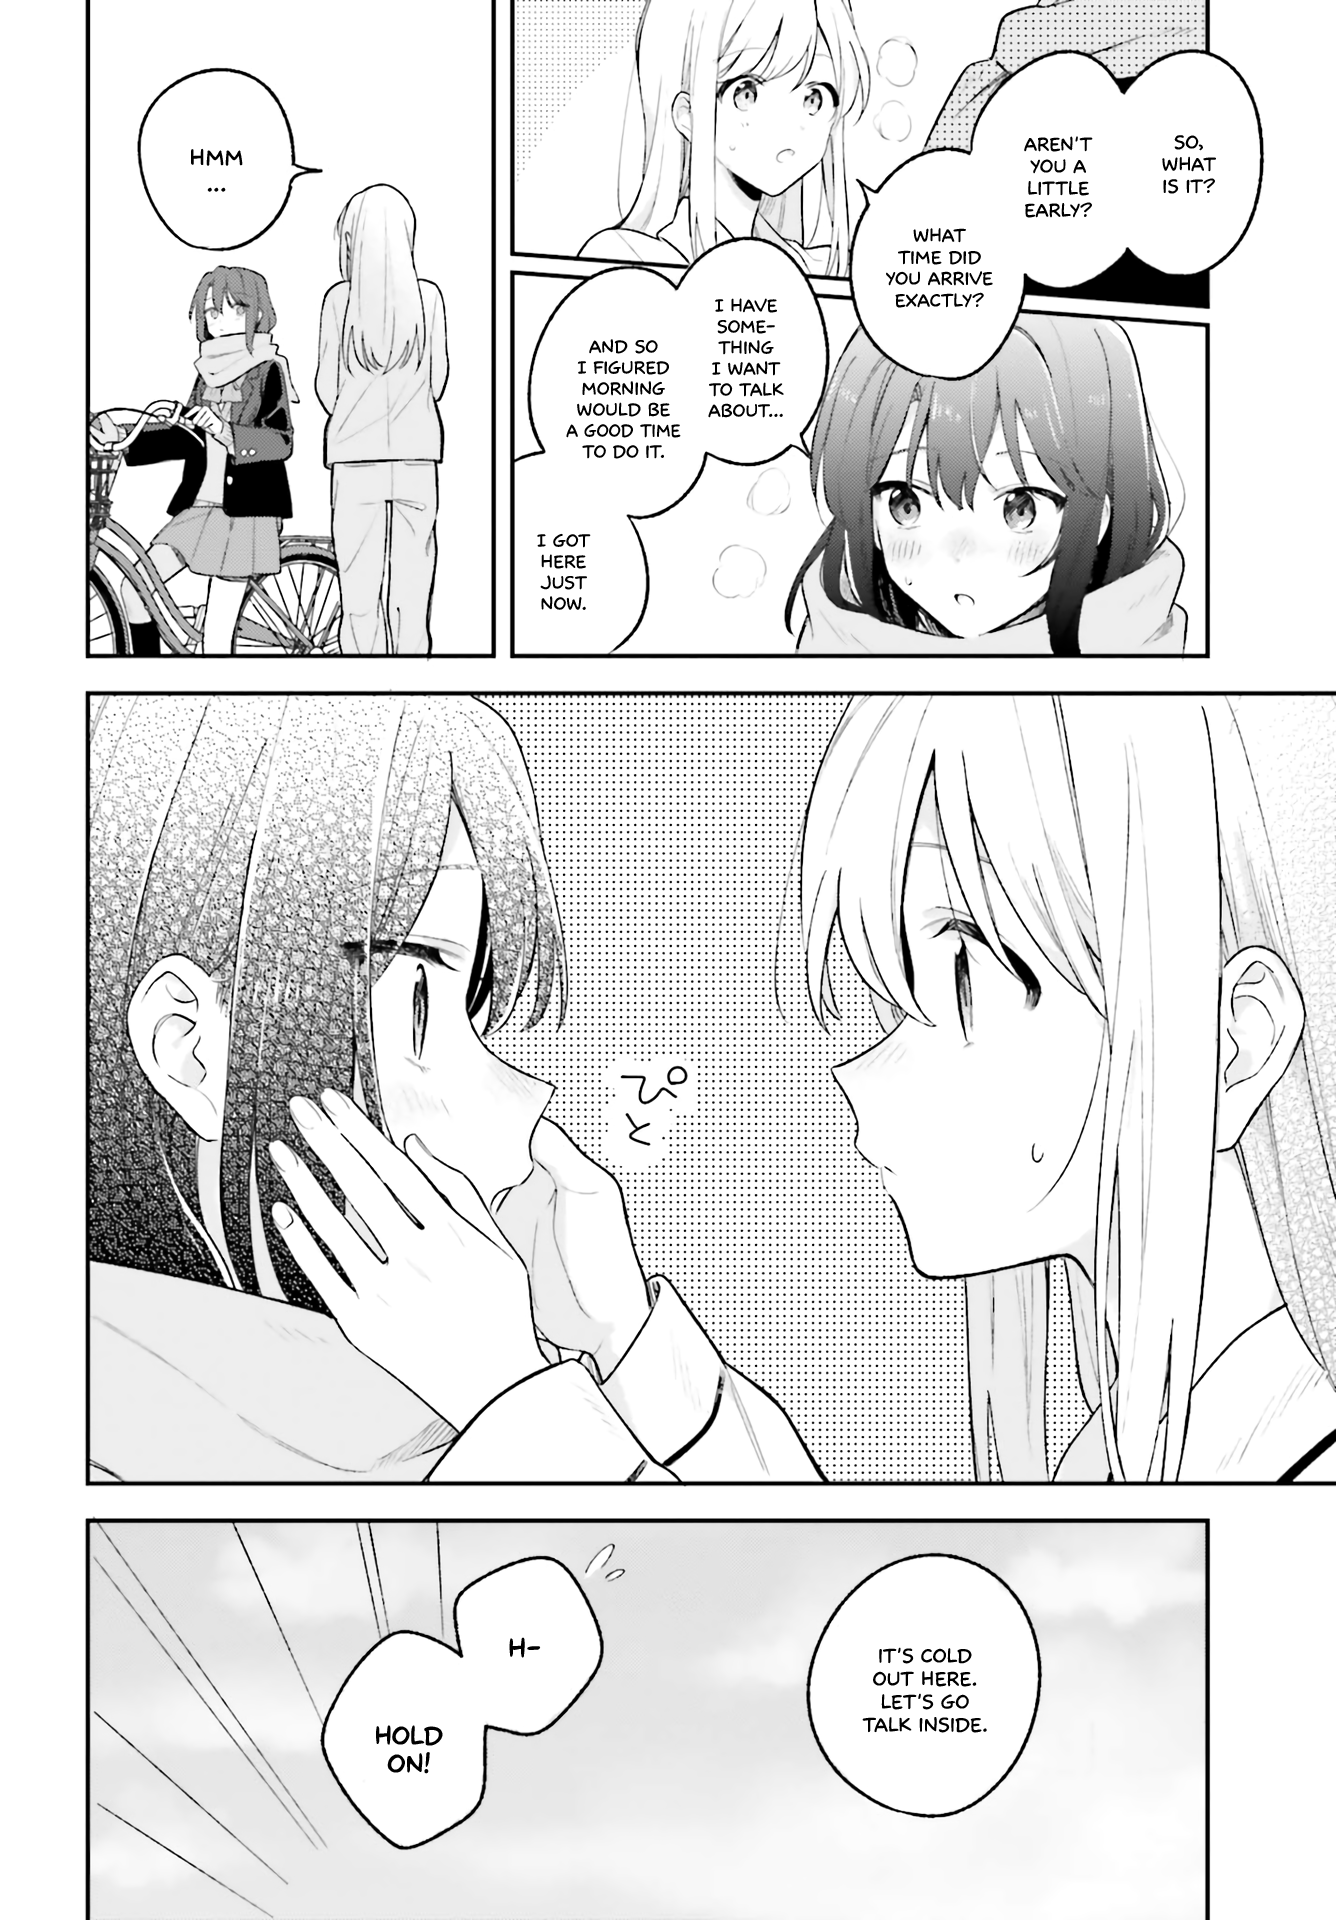 SO,
WHAT
IS IT?
AREN'T
YOU A
LITTLE
EARLY?
WHAT
TIME DID
YOU ARRIVE
EXACTLY?
I HAVE
SOME-
THING
I WANT
TO TALK
ABOUT...
AND SO
I FIGURED
MORNING
WOULD BE
A GOOD TIME
TO DO IT.
I GOT
HERE
JUST
NOW.
HMM
...
ぴ
と
IT'S COLD
OUT HERE.
LET'S GO
TALK INSIDE.
H-
HOLD
ON!